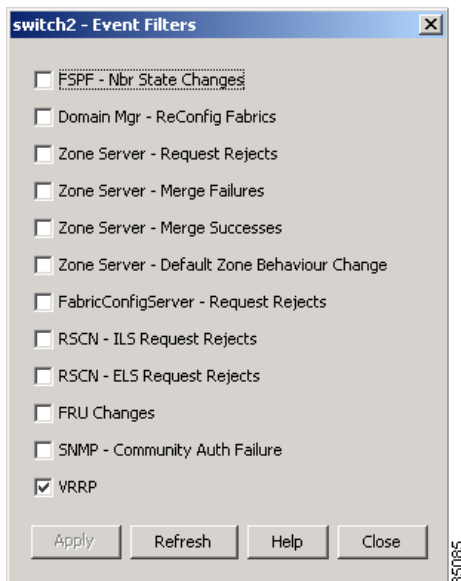 switch2 - Event Filters
FSPF - Nbr State Changes
Domain Mgr - ReConfig Fabrics
Zone Server - Request Rejects
Zone Server - Merge Failures
Zone Server - Merge Successes
Zone Server - Default Zone Behaviour Change
FabricConfigServer - Request Rejects
RSCN - ILS Request Rejects
RSCN - ELS Request Rejects
FRU Changes
SNMP - Community Auth Failure
VRRP
Apply Refresh Help Close